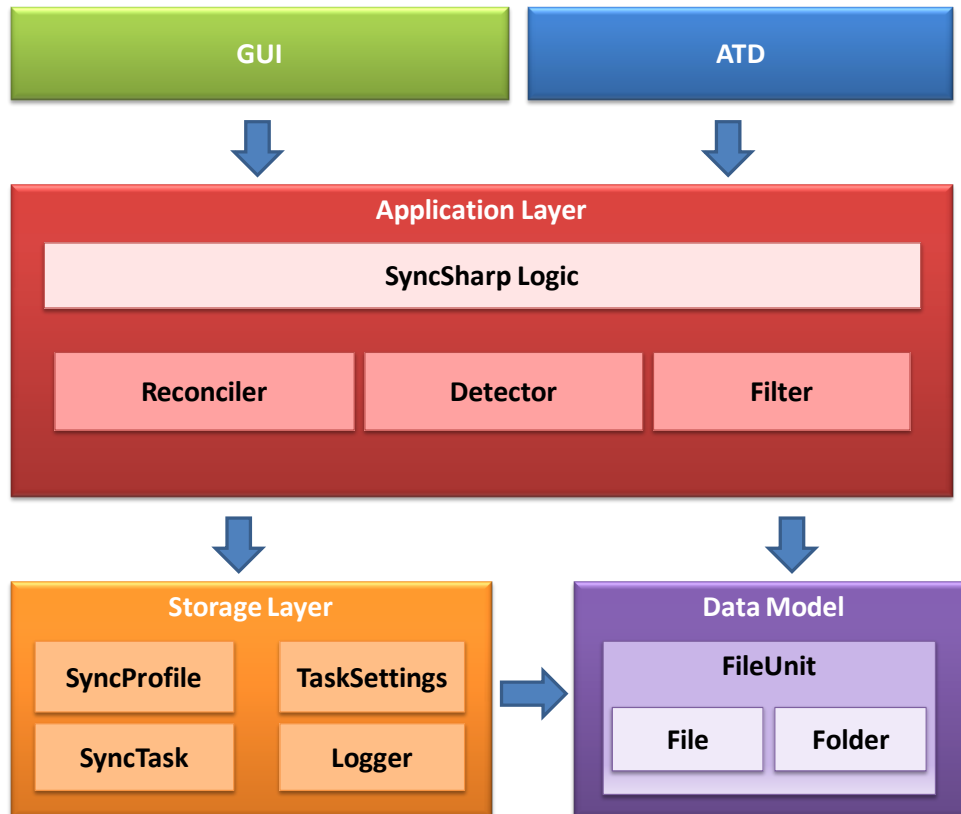 GUI
ATD
Application Layer
SyncSharp Logic
Reconciler
Detector
Filter
Storage Layer
SyncProfile
TaskSettings
SyncTask
Logger
Data Model
FileUnit
File
Folder